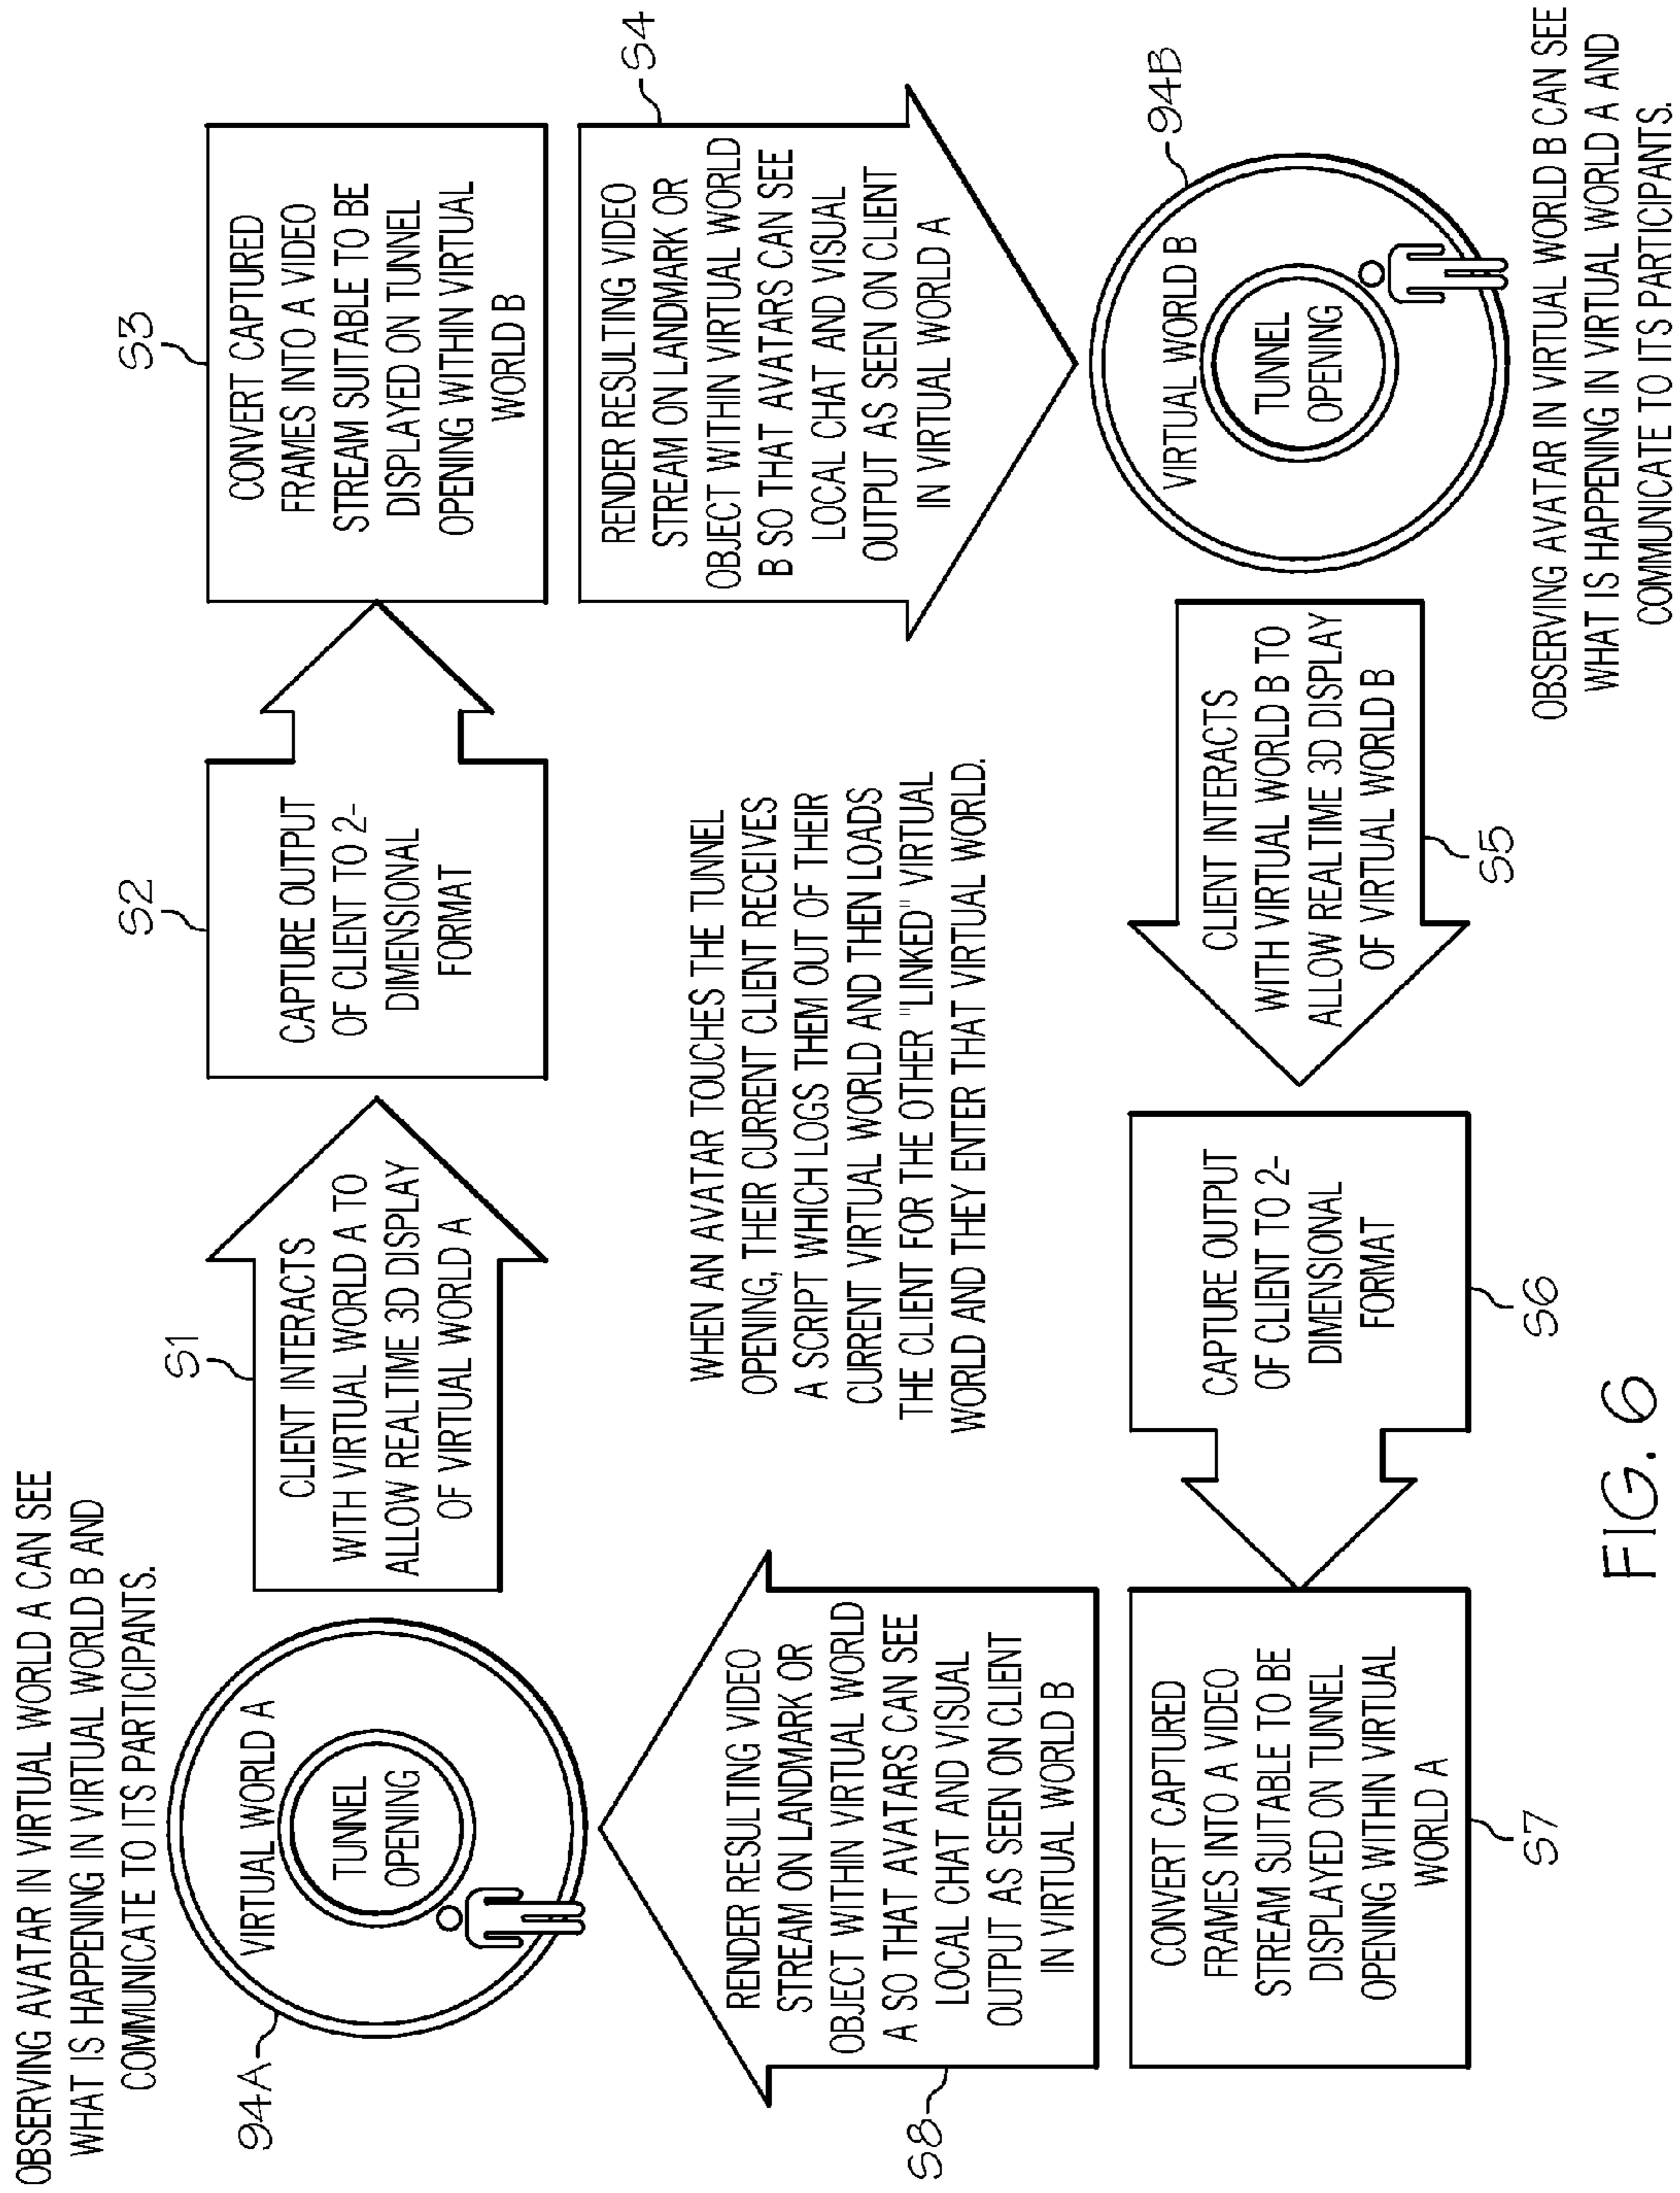 OBSERVING AVATAR IN VIRTUAL WORLD A CAN SEE
WHAT IS HAPPENING IN VIRTUAL WORLD B AND
COMMUNICATE TO ITS PARTICIPANTS.
94A
VIRTUAL WORLD A
TUNNEL
OPENING
S1
CLIENT INTERACTS
WITH VIRTUAL WORLD A TO
ALLOW REALTIME 3D DISPLAY
OF VIRTUAL WORLD A
S2
CAPTURE OUTPUT
OF CLIENT TO 2-
DIMENSIONAL
FORMAT
S3
CONVERT CAPTURED
FRAMES INTO A VIDEO
STREAM SUITABLE TO BE
DISPLAYED ON TUNNEL
OPENING WITHIN VIRTUAL
WORLD B
S4
RENDER RESULTING VIDEO
STREAM ON LANDMARK OR
OBJECT WITHIN VIRTUAL WORLD
B SO THAT AVATARS CAN SEE
LOCAL CHAT AND VISUAL
OUTPUT AS SEEN ON CLIENT
IN VIRTUAL WORLD A
WHEN AN AVATAR TOUCHES THE TUNNEL
OPENING, THEIR CURRENT CLIENT RECEIVES
A SCRIPT WHICH LOGS THEM OUT OF THEIR
CURRENT VIRTUAL WORLD AND THEN LOADS
THE CLIENT FOR THE OTHER "LINKED" VIRTUAL
WORLD AND THEY ENTER THAT VIRTUAL WORLD.
94B
VIRTUAL WORLD B
TUNNEL
OPENING
OBSERVING AVATAR IN VIRTUAL WORLD B CAN SEE
WHAT IS HAPPENING IN VIRTUAL WORLD A AND
COMMUNICATE TO ITS PARTICIPANTS.
CLIENT INTERACTS
WITH VIRTUAL WORLD B TO
ALLOW REALTIME 3D DISPLAY
OF VIRTUAL WORLD B
S5
CAPTURE OUTPUT
OF CLIENT TO 2-
DIMENSIONAL
FORMAT
S6
CONVERT CAPTURED
FRAMES INTO A VIDEO
STREAM SUITABLE TO BE
DISPLAYED ON TUNNEL
OPENING WITHIN VIRTUAL
WORLD A
S7
RENDER RESULTING VIDEO
STREAM ON LANDMARK OR
OBJECT WITHIN VIRTUAL WORLD
A SO THAT AVATARS CAN SEE
LOCAL CHAT AND VISUAL
OUTPUT AS SEEN ON CLIENT
IN VIRTUAL WORLD B
S8
FIG. 6